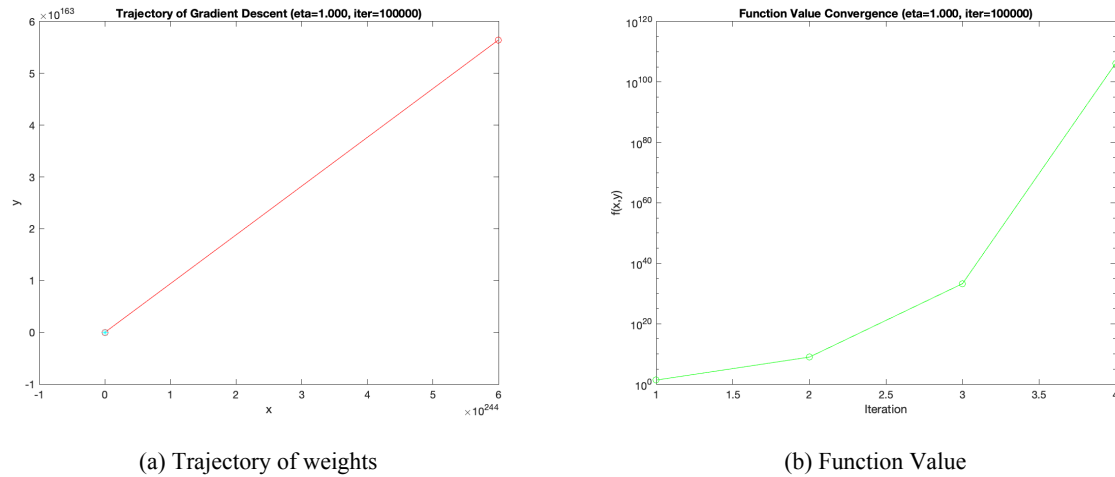 Trajectory of Gradient Descent (eta=1.000, iter=100000)
×10^163
6
5
4
3
2
1
0
-1
y
-1 0 1 2 3 4 5 6
x
×10^244
(a) Trajectory of weights
Function Value Convergence (eta=1.000, iter=100000)
10^120
10^100
10^80
10^60
10^40
10^20
10^0
f(x,y)
1 1.5 2 2.5 3 3.5 4
Iteration
(b) Function Value